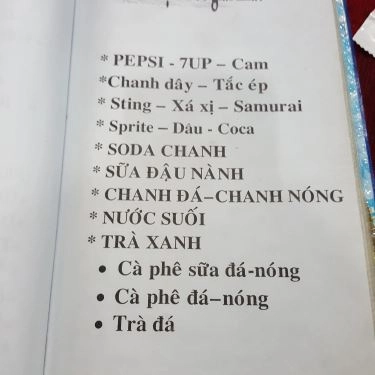 * PEPSI - 7UP – Cam
*Chanh dây – Tắc ép
* Sting – Xá xị – Samurai
* Sprite – Dâu - Coca
* SODA CHANH
* SỮA ĐẬU NÀNH
* CHANH ĐÁ–CHANH NÓNG
* NƯỚC SUỐI
* TRÀ XANH
• Cà phê sữa đá-nóng
• Cà phê đá–nóng
• Trà đá